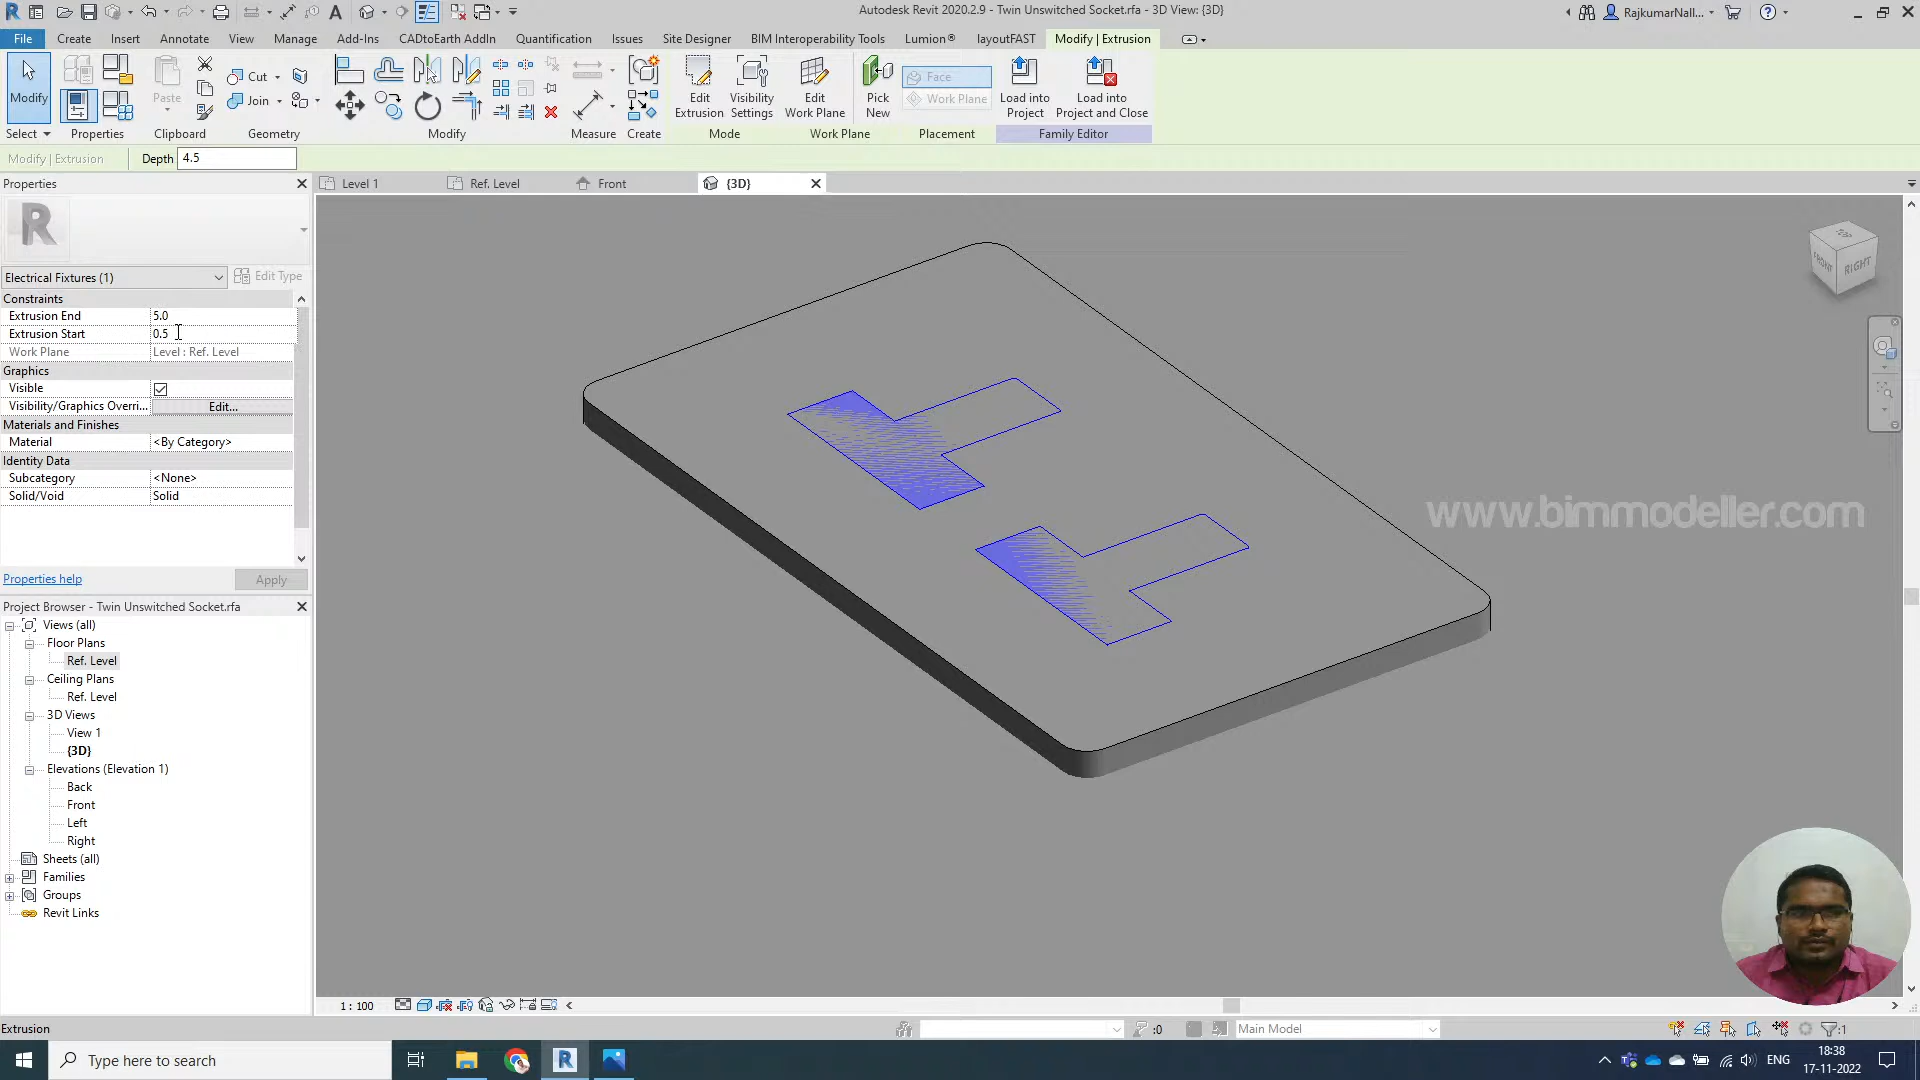 Autodesk Revit 2020.2.9 - Twin Unswitched Socket.rfa - 3D View: {3D}
RajkumarNall...
File Create Insert Annotate View Manage Add-Ins CADtoEarth AddIn Quantification Issues Site Designer BIM Interoperability Tools Lumion® layoutFAST Modify | Extrusion
Modify
Paste
Cut
Join
Edit Extrusion
Visibility Settings
Edit Work Plane
Pick New
Face
Work Plane
Load into Project
Load into Project and Close
Select Properties Clipboard Geometry Modify Measure Create Mode Work Plane Placement Family Editor
Modify | Extrusion Depth 4.5
Properties
Level 1 Ref. Level Front {3D}
R
Electrical Fixtures (1) Edit Type
Constraints
Extrusion End 5.0
Extrusion Start 0.5
Work Plane Level : Ref. Level
Graphics
Visible
Visibility/Graphics Overri... Edit...
Materials and Finishes
Material <By Category>
Identity Data
Subcategory <None>
Solid/Void Solid
Properties help Apply
Project Browser - Twin Unswitched Socket.rfa
Views (all)
Floor Plans
Ref. Level
Ceiling Plans
Ref. Level
3D Views
View 1
{3D}
Elevations (Elevation 1)
Back
Front
Left
Right
Sheets (all)
Families
Groups
Revit Links
TOP
FRONT RIGHT
www.bimmodeller.com
1 : 100
Extrusion :0 Main Model :1
Type here to search
ENG
18:38
17-11-2022